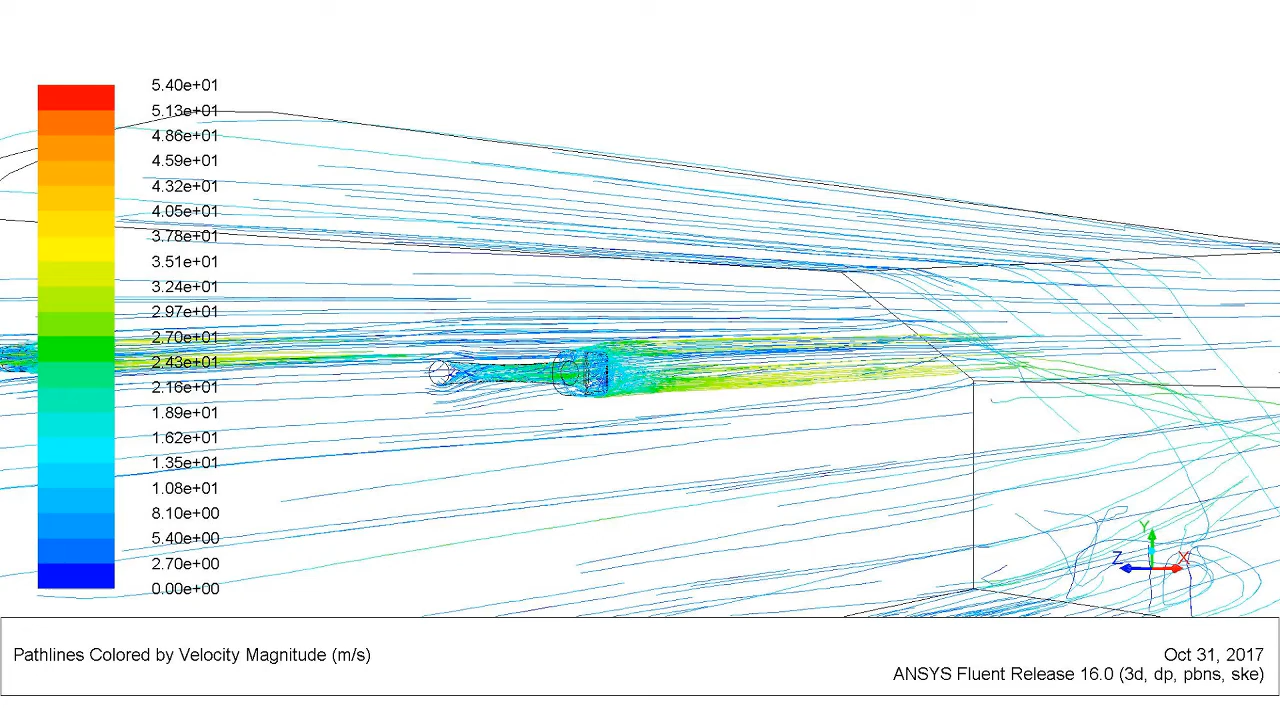 5.40e+01
5.13e+01
4.86e+01
4.59e+01
4.32e+01
4.05e+01
3.78e+01
3.51e+01
3.24e+01
2.97e+01
2.70e+01
2.43e+01
2.16e+01
1.89e+01
1.62e+01
1.35e+01
1.08e+01
8.10e+00
5.40e+00
2.70e+00
0.00e+00
Y
Z
X
Pathlines Colored by Velocity Magnitude (m/s)
Oct 31, 2017
ANSYS Fluent Release 16.0 (3d, dp, pbns, ske)